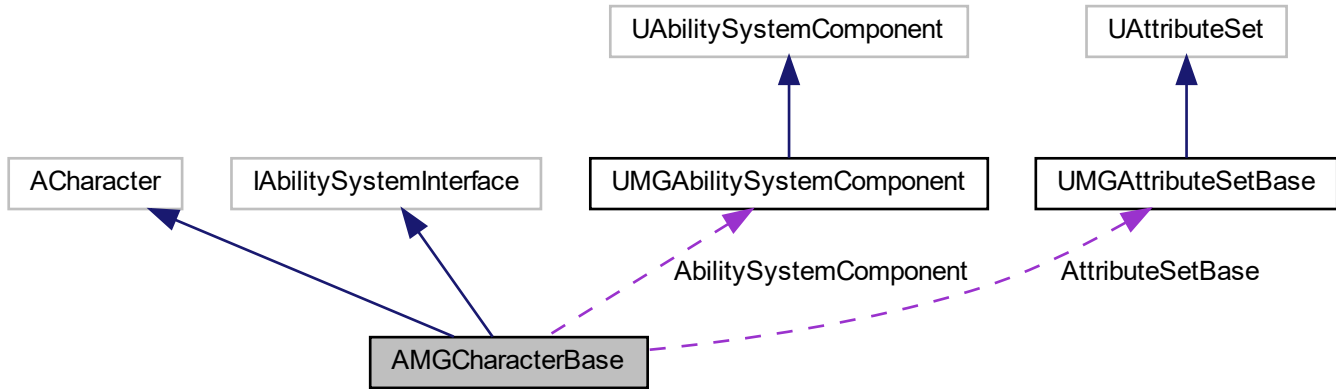 UAbilitySystemComponent
UAttributeSet
ACharacter
IAbilitySystemInterface
UMGAbilitySystemComponent
UMGAttributeSetBase
AbilitySystemComponent
AttributeSetBase
AMGCharacterBase